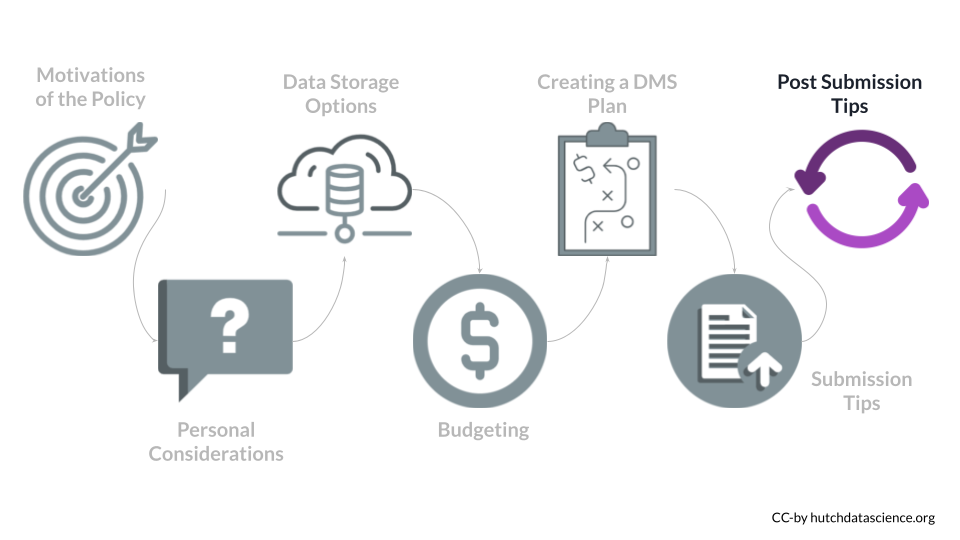 Motivations
of the Policy
Personal
Considerations
Data Storage
Options
$
Budgeting
Creating a DMS
Plan
$
Submission
Tips
Post Submission
Tips
?
CC-by hutchdatascience.org